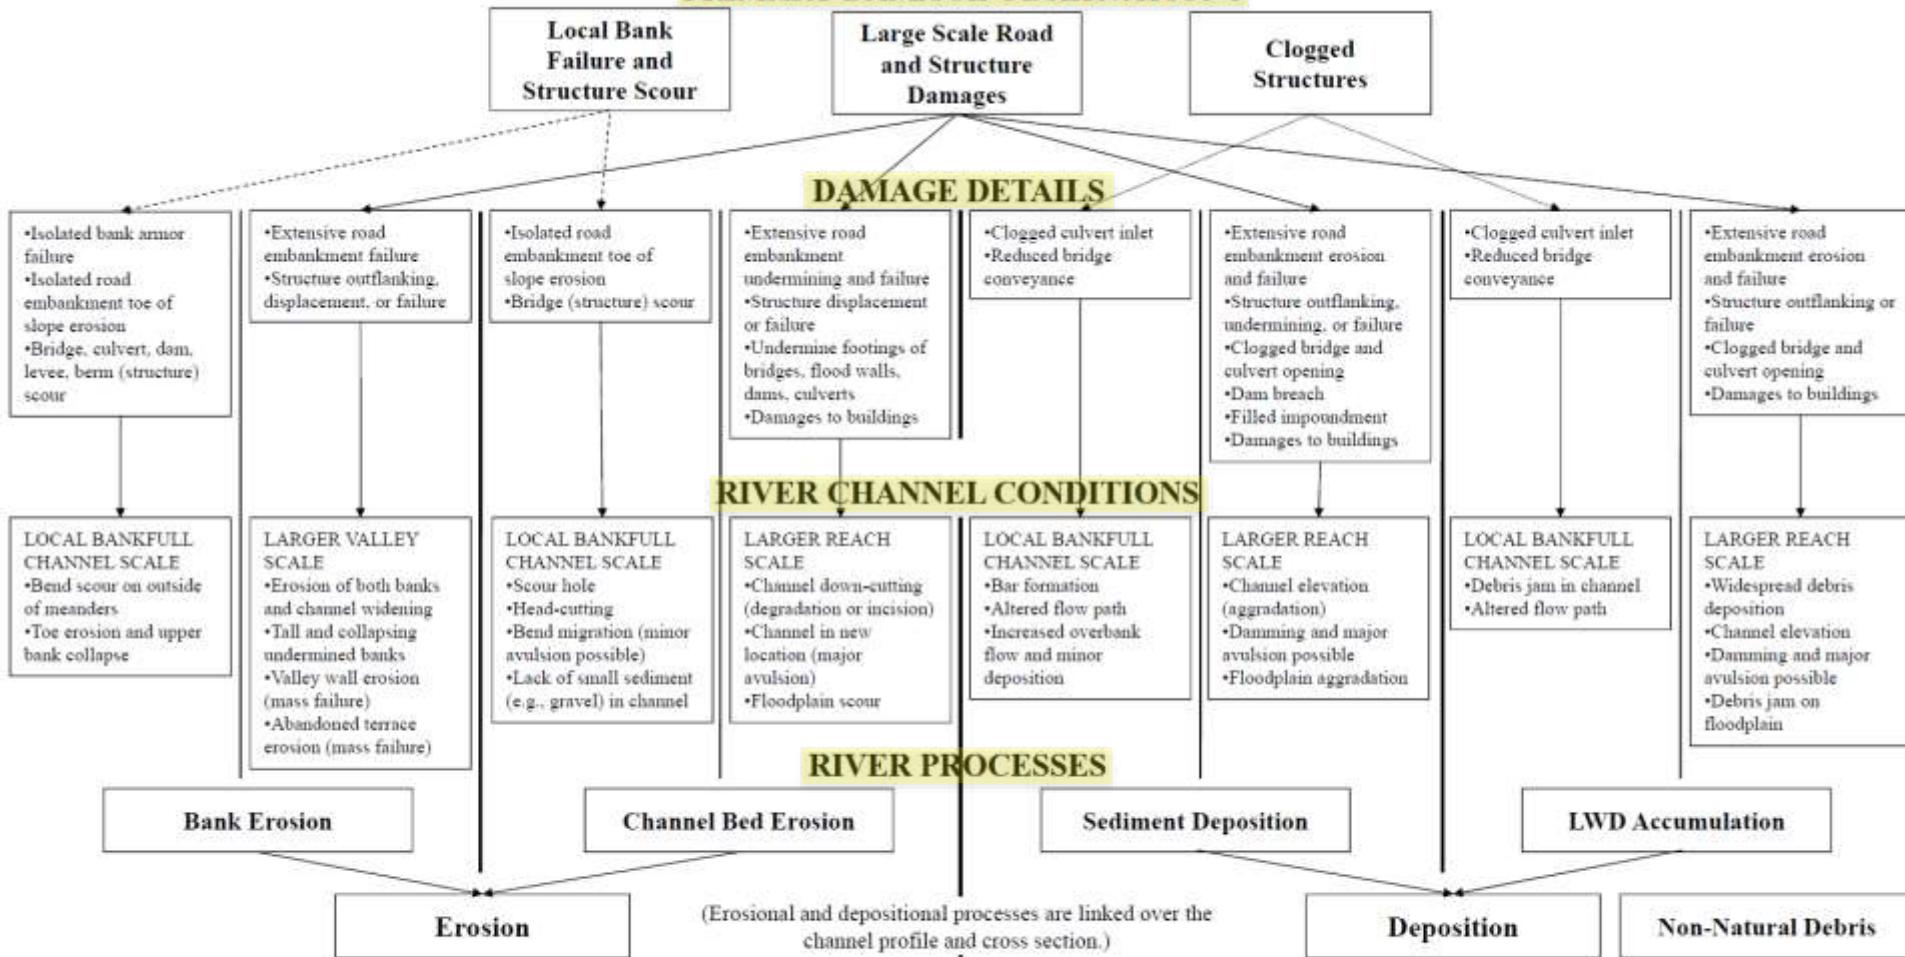 Local Bank
Failure and
Structure Scour
Large Scale Road
and Structure
Damages
Clogged
Structures
DAMAGE DETAILS
•Isolated bank armor
failure
•Isolated road
embankment toe of
slope erosion
•Bridge, culvert, dam,
levee, berm (structure)
scour
•Extensive road
embankment failure
•Structure outflanking,
displacement, or failure
•Isolated road
embankment toe of
slope erosion
•Bridge (structure) scour
•Extensive road
embankment
undermining and failure
•Structure displacement
or failure
•Undermine footings of
bridges, flood walls,
dams, culverts
•Damages to buildings
•Clogged culvert inlet
•Reduced bridge
conveyance
•Extensive road
embankment erosion
and failure
•Structure outflanking,
undermining, or failure
•Clogged bridge and
culvert opening
•Dam breach
•Filled impoundment
•Damages to buildings
•Clogged culvert inlet
•Reduced bridge
conveyance
•Extensive road
embankment erosion
and failure
•Structure outflanking or
failure
•Clogged bridge and
culvert opening
•Damages to buildings
RIVER CHANNEL CONDITIONS
LOCAL BANKFULL
CHANNEL SCALE
•Bend scour on outside
of meanders
•Toe erosion and upper
bank collapse
LARGER VALLEY
SCALE
•Erosion of both banks
and channel widening
•Tall and collapsing
undermined banks
•Valley wall erosion
(mass failure)
•Abandoned terrace
erosion (mass failure)
LOCAL BANKFULL
CHANNEL SCALE
•Scour hole
•Head-cutting
•Bend migration (minor
avulsion possible)
•Lack of small sediment
(e.g., gravel) in channel
LARGER REACH
SCALE
•Channel down-cutting
(degradation or incision)
•Channel in new
location (major
avulsion)
•Floodplain scour
LOCAL BANKFULL
CHANNEL SCALE
•Bar formation
•Altered flow path
•Increased overbank
flow and minor
deposition
LARGER REACH
SCALE
•Channel elevation
(aggradation)
•Damming and major
avulsion possible
•Floodplain aggradation
LOCAL BANKFULL
CHANNEL SCALE
•Debris jam in channel
•Altered flow path
LARGER REACH
SCALE
•Widespread debris
deposition
•Channel elevation
•Damming and major
avulsion possible
•Debris jam on
floodplain
RIVER PROCESSES
Bank Erosion
Channel Bed Erosion
Sediment Deposition
LWD Accumulation
Erosion
(Erosional and depositional processes are linked over the
channel profile and cross section.)
Deposition
Non-Natural Debris